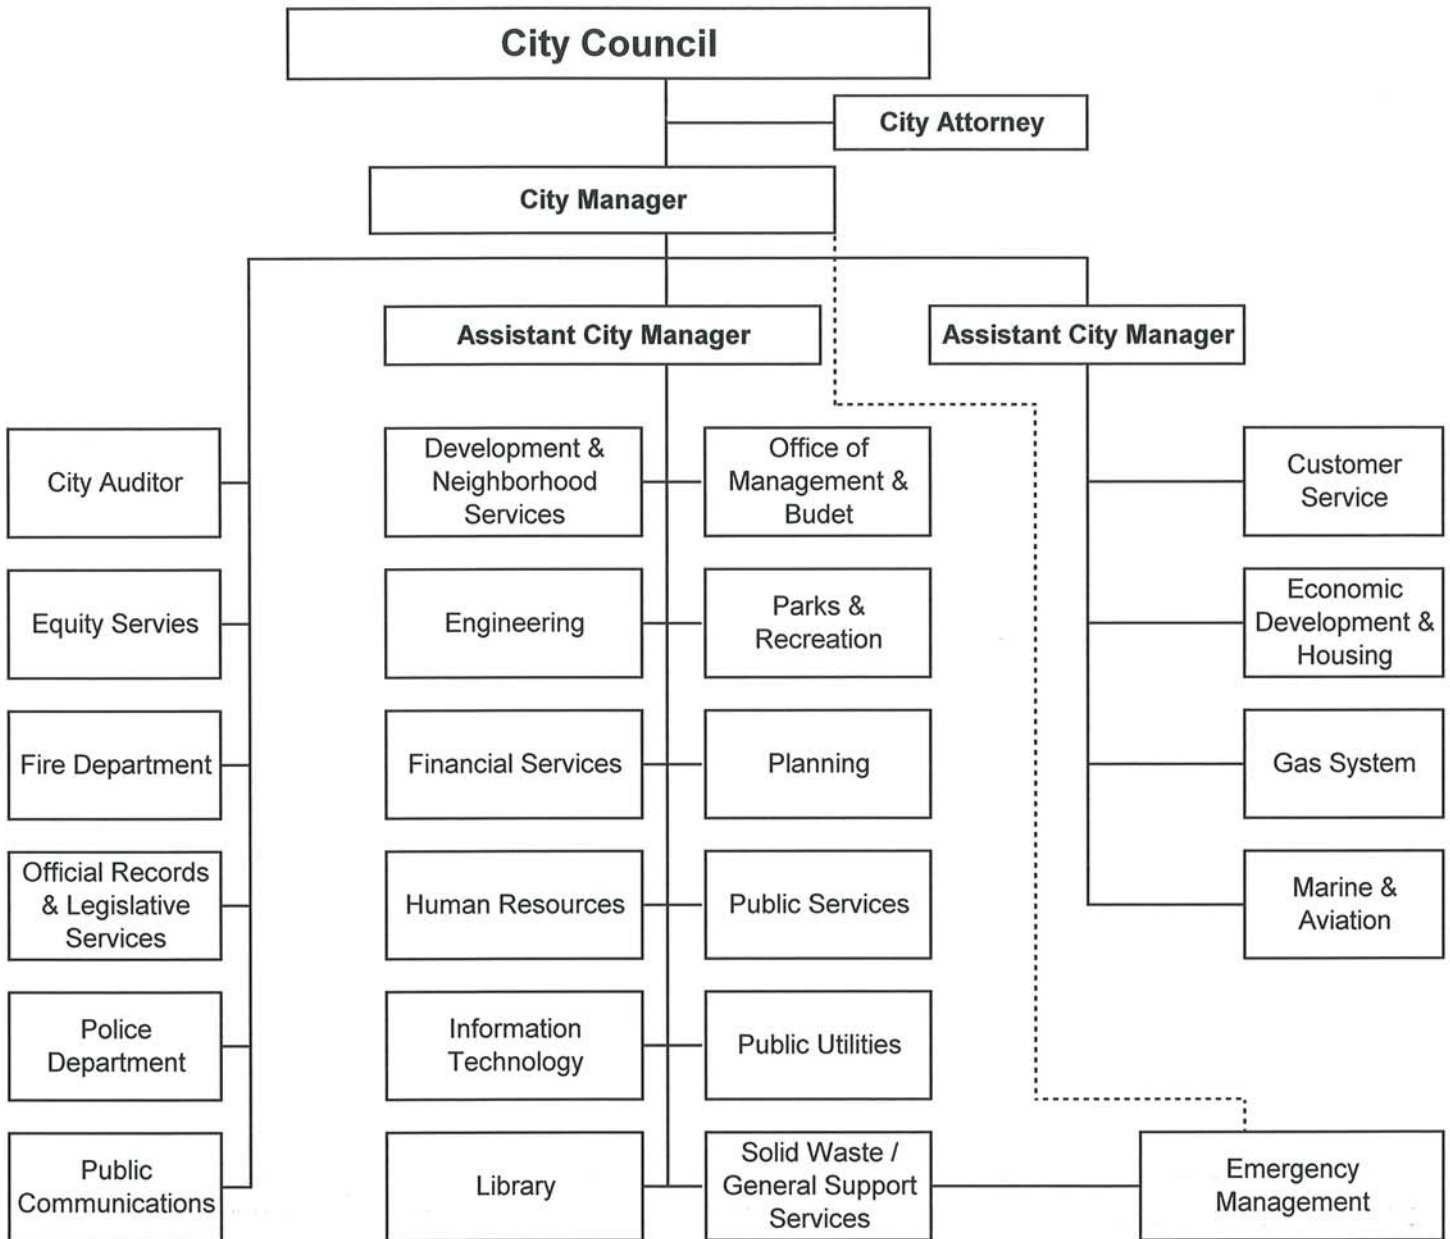 City Council
City Attorney
City Manager
Assistant City Manager
Assistant City Manager
City Auditor
Equity Servies
Fire Department
Official Records
& Legislative
Services
Police
Department
Public
Communications
Development &
Neighborhood
Services
Engineering
Financial Services
Human Resources
Information
Technology
Library
Office of
Management &
Budet
Parks &
Recreation
Planning
Public Services
Public Utilities
Solid Waste /
General Support
Services
Customer
Service
Economic
Development &
Housing
Gas System
Marine &
Aviation
Emergency
Management